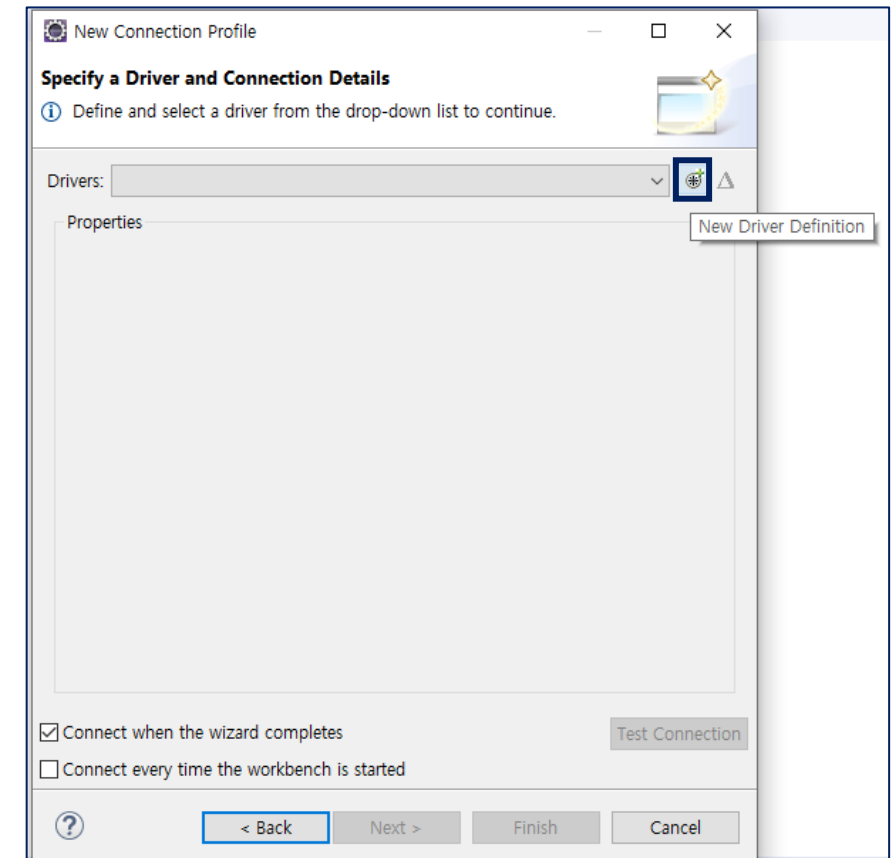 New Connection Profile
Specify a Driver and Connection Details
Define and select a driver from the drop-down list to continue.
Drivers:
New Driver Definition
Properties
Connect when the wizard completes
Test Connection
Connect every time the workbench is started
< Back
Next >
Finish
Cancel